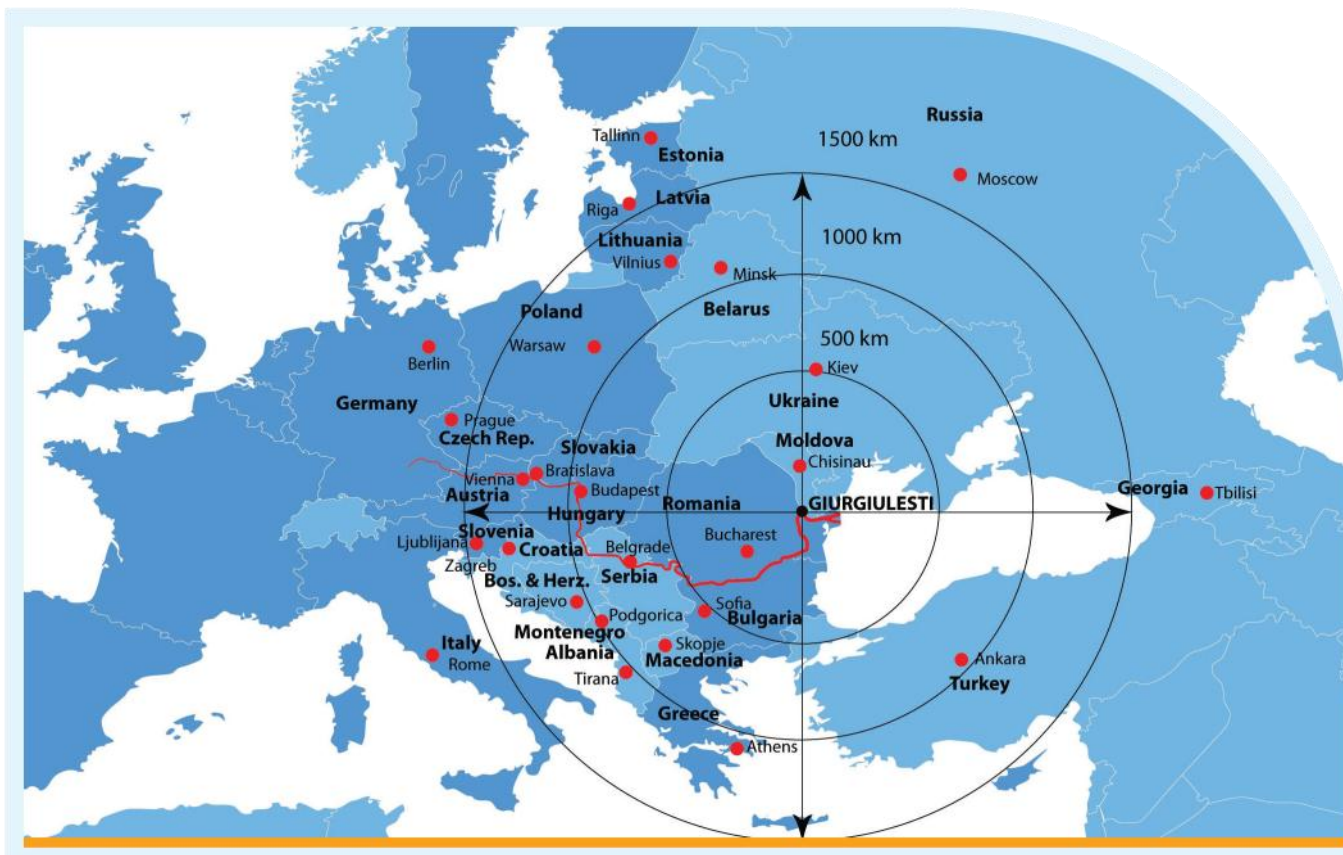 Russia
1500 km
Tallinn
Estonia
Moscow
Latvia
Riga
1000 km
Lithuania
Vilnius
Minsk
Poland
Belarus
500 km
Warsaw
Berlin
Kiev
Germany
Ukraine
Prague
Czech Rep.
Slovakia
Moldova
Chisinau
Bratislava
Vienna
Budapest
Austria
Georgia
Tbilisi
Romania
GIURGIULESTI
Hungary
Slovenia
Bucharest
Ljublijana
Croatia
Belgrade
Zagreb
Serbia
Bos. & Herz.
Sarajevo
Sofia
Podgorica
Bulgaria
Montenegro
Italy
Skopje
Albania
Macedonia
Rome
Ankara
Tirana
Turkey
Greece
Athens